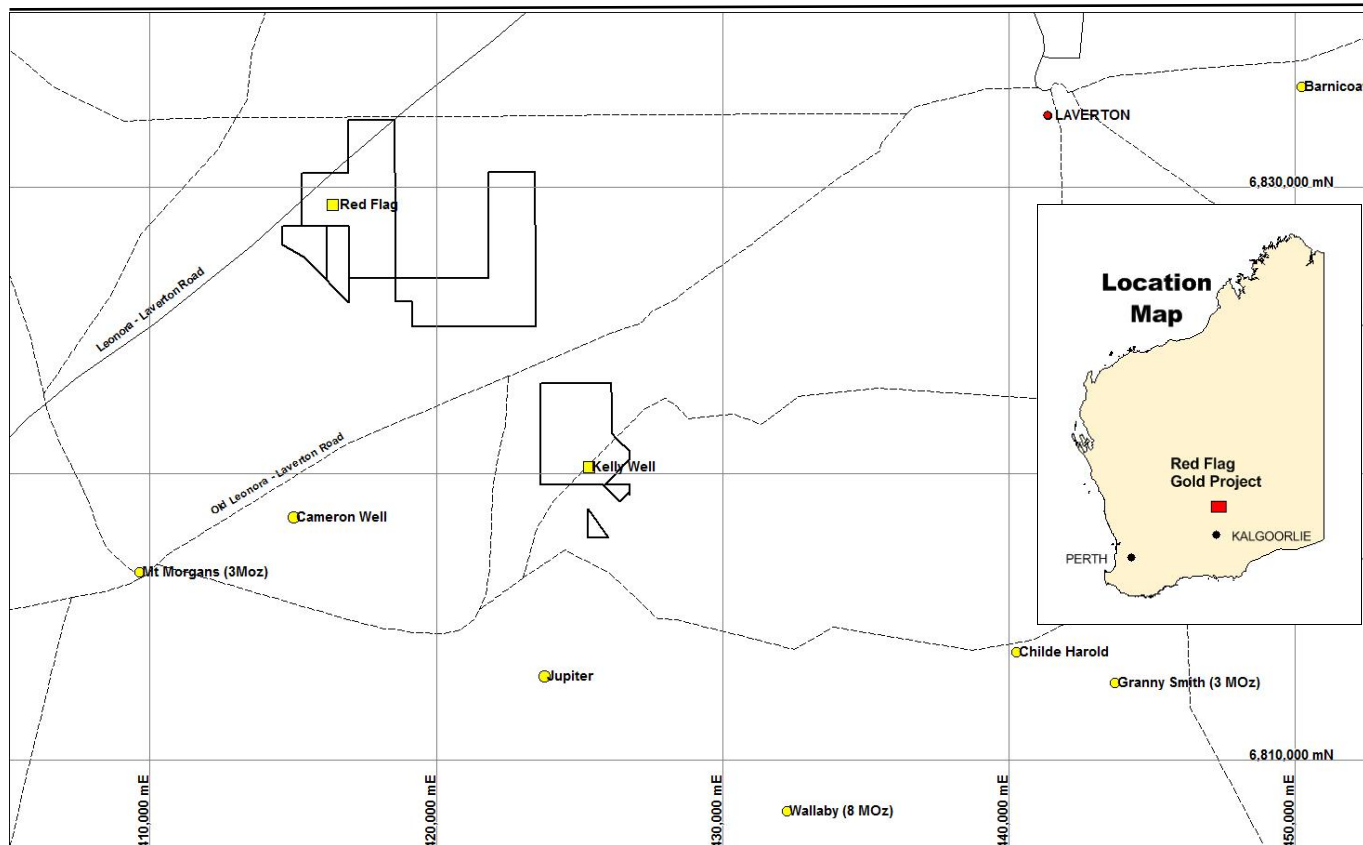 Barnicoa
LAVERTON
6,830,000 mN
Red Flag
Location
Map
Leonora - Laverton Road
Old Leonora - Laverton Road
Kelly Well
Red Flag
Gold Project
Cameron Well
KALGOORLIE
PERTH
Mt Morgans (3Moz)
Childe Harold
Jupiter
Granny Smith (3 MOz)
6,810,000 mN
Wallaby (8 MOz)
410,000 mE
420,000 mE
430,000 mE
440,000 mE
450,000 mE